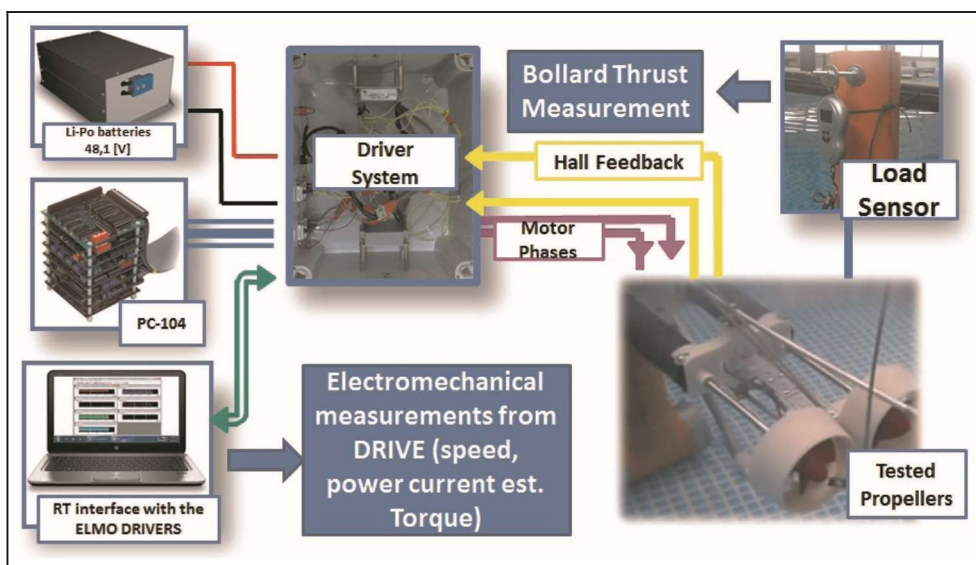 Li-Po batteries
48,1 [V]
Driver
System
Bollard Thrust
Measurement
Hall Feedback
Load
Sensor
Motor
Phases
PC-104
Electromechanical
measurements from
DRIVE (speed,
power current est.
Torque)
Tested
Propellers
RT interface with the
ELMO DRIVERS